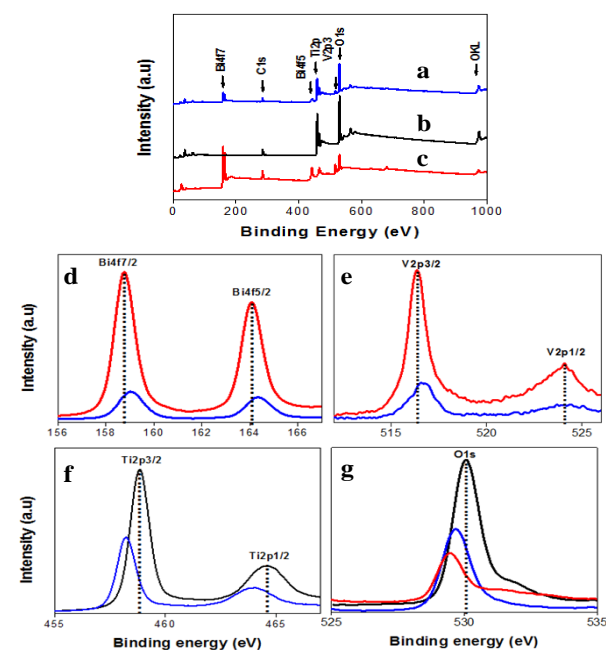 Intensity (a.u)
Bi4f7
C1s
Bi4f5
Ti2p
V2p3
O1s
OKL
a
b
c
0 200 400 600 800 1000
Binding Energy (eV)
d
Bi4f7/2
Bi4f5/2
Intensity (a.u)
156 158 160 162 164 166
e
V2p3/2
V2p1/2
515 520 525
f
Ti2p3/2
Ti2p1/2
Intensity (a.u)
455 460 465
Binding energy (eV)
g
O1s
525 530 535
Binding energy (eV)